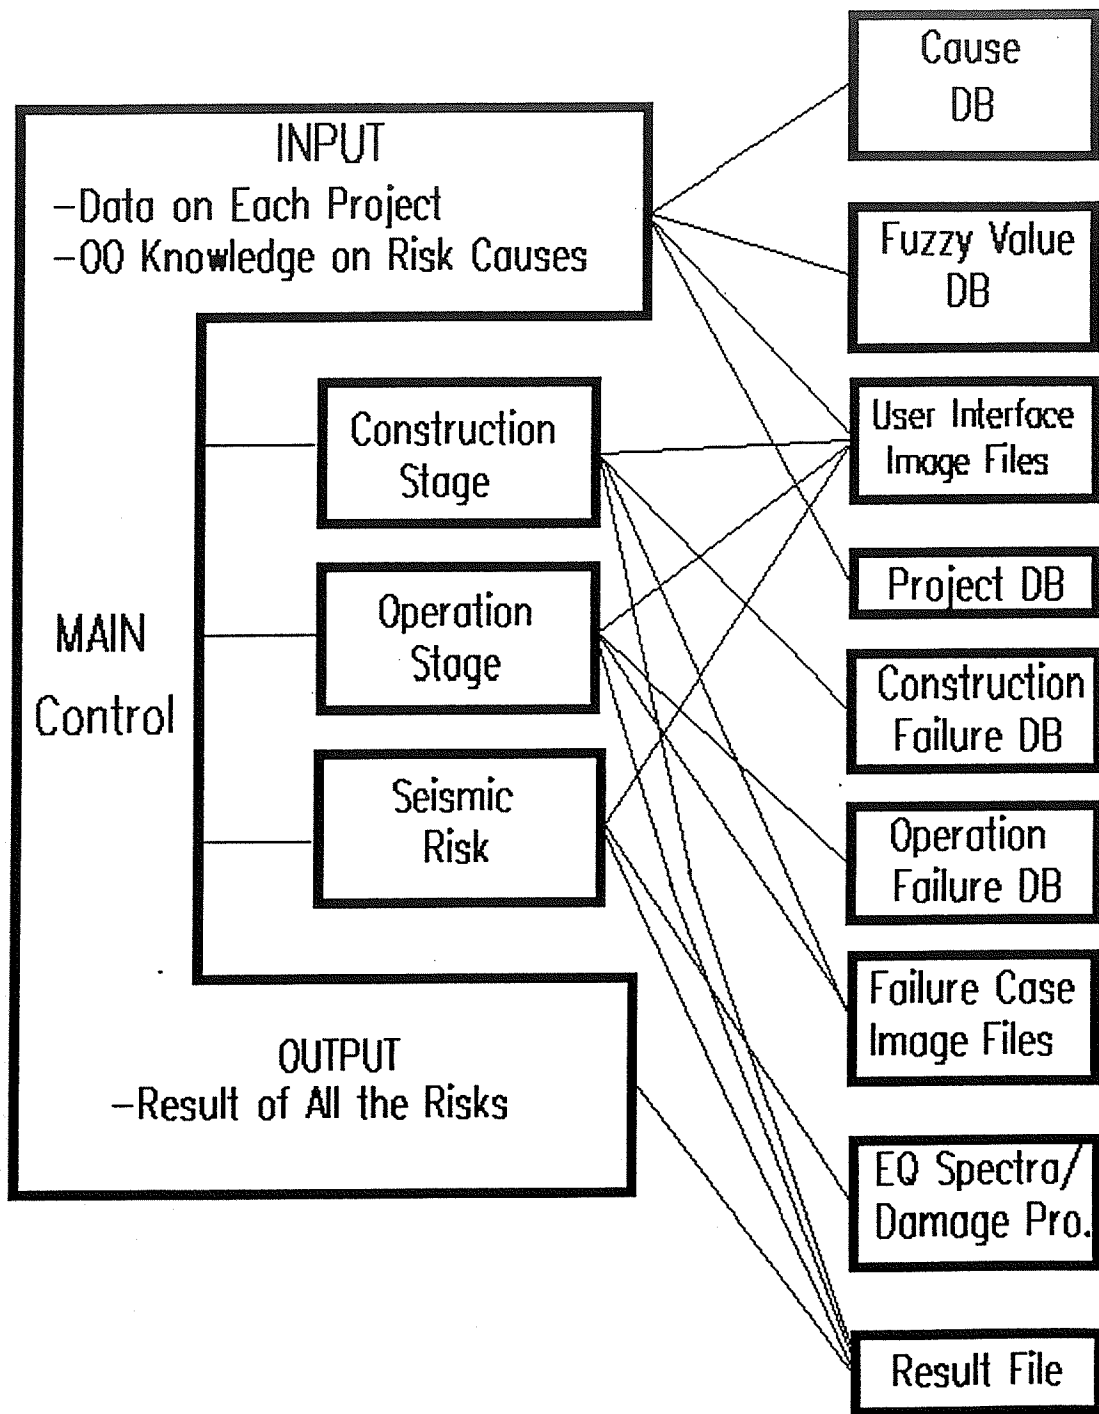 INPUT
-Data on Each Project
-OO Knowledge on Risk Causes
MAIN
Control
Construction
Stage
Operation
Stage
Seismic
Risk
OUTPUT
-Result of All the Risks
Cause
DB
Fuzzy Value
DB
User Interface
Image Files
Project DB
Construction
Failure DB
Operation
Failure DB
Failure Case
Image Files
EQ Spectra/
Damage Pro.
Result File